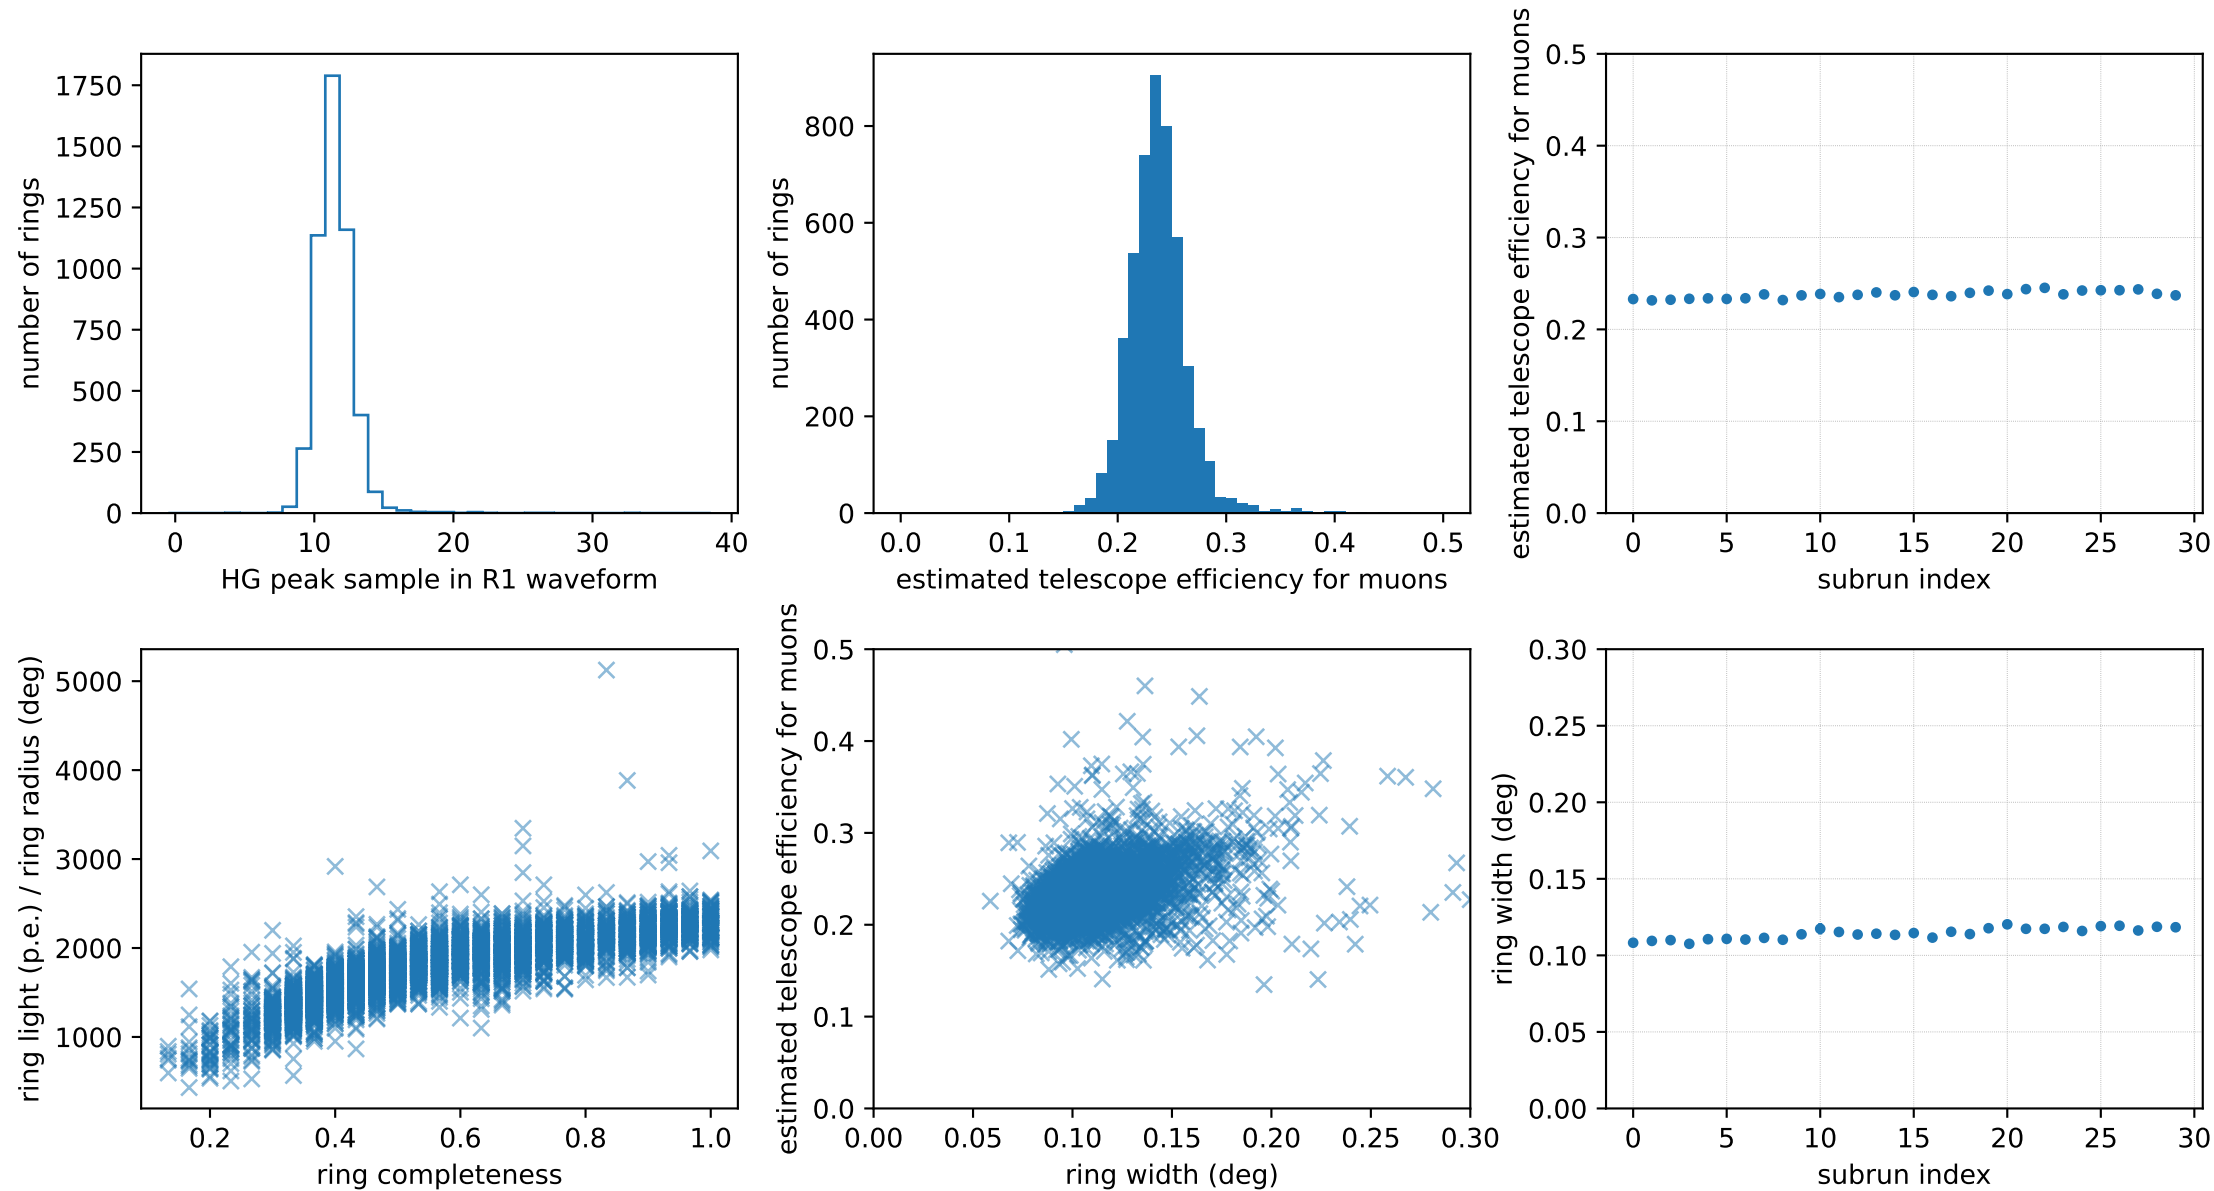 1750
1500
1250
1000
750
500
250
0
number of rings
0 10 20 30 40
HG peak sample in R1 waveform
800
600
400
200
0
number of rings
0.0 0.1 0.2 0.3 0.4 0.5
estimated telescope efficiency for muons
0.5
0.4
0.3
0.2
0.1
0.0
estimated telescope efficiency for muons
0 5 10 15 20 25 30
subrun index
5000
4000
3000
2000
1000
ring light (p.e.) / ring radius (deg)
0.2 0.4 0.6 0.8 1.0
ring completeness
0.5
0.4
0.3
0.2
0.1
0.0
estimated telescope efficiency for muons
0.00 0.05 0.10 0.15 0.20 0.25 0.30
ring width (deg)
0.30
0.25
0.20
0.15
0.10
0.05
0.00
ring width (deg)
0 5 10 15 20 25 30
subrun index